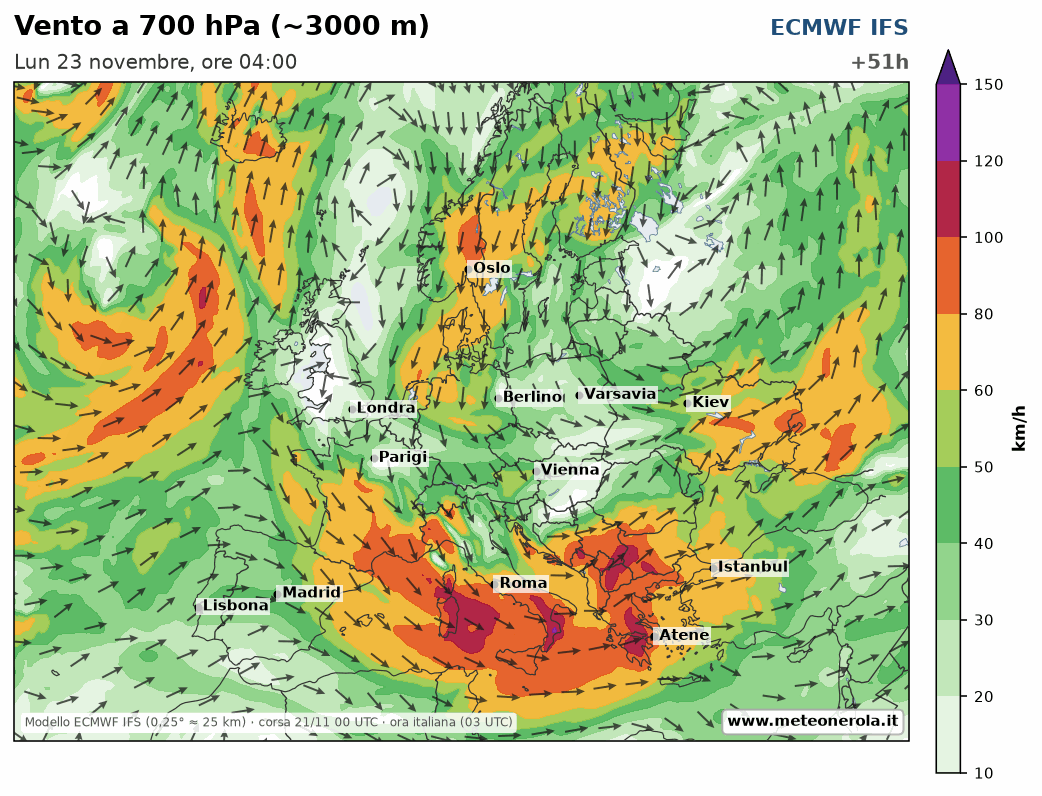 Vento a 700 hPa (~3000 m)
ECMWF IFS
Lun 23 novembre, ore 04:00
+51h
150
120
100
80
60
50
40
30
20
10
km/h
Oslo
Berlino
Varsavia
Kiev
Londra
Parigi
Vienna
Istanbul
Roma
Madrid
Lisbona
Atene
Modello ECMWF IFS (0,25° ≈ 25 km) · corsa 21/11 00 UTC · ora italiana (03 UTC)
www.meteonerola.it